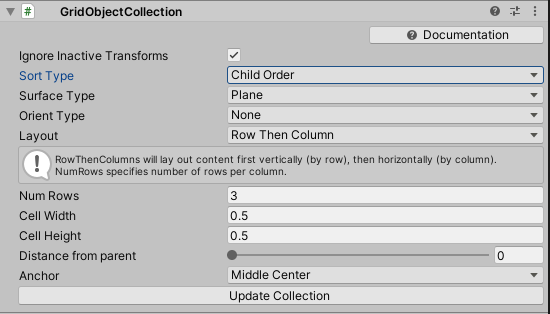 GridObjectCollection
Documentation
Ignore Inactive Transforms
Sort Type Child Order
Surface Type Plane
Orient Type None
Layout Row Then Column
RowThenColumns will lay out content first vertically (by row), then horizontally (by column).
NumRows specifies number of rows per column.
Num Rows 3
Cell Width 0.5
Cell Height 0.5
Distance from parent 0
Anchor Middle Center
Update Collection